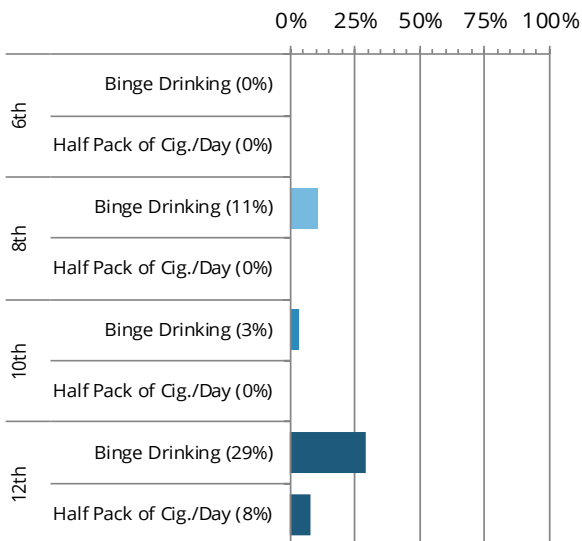 0% 25% 50% 75% 100%
6th
Binge Drinking (0%)
Half Pack of Cig./Day (0%)
8th
Binge Drinking (11%)
Half Pack of Cig./Day (0%)
10th
Binge Drinking (3%)
Half Pack of Cig./Day (0%)
12th
Binge Drinking (29%)
Half Pack of Cig./Day (8%)